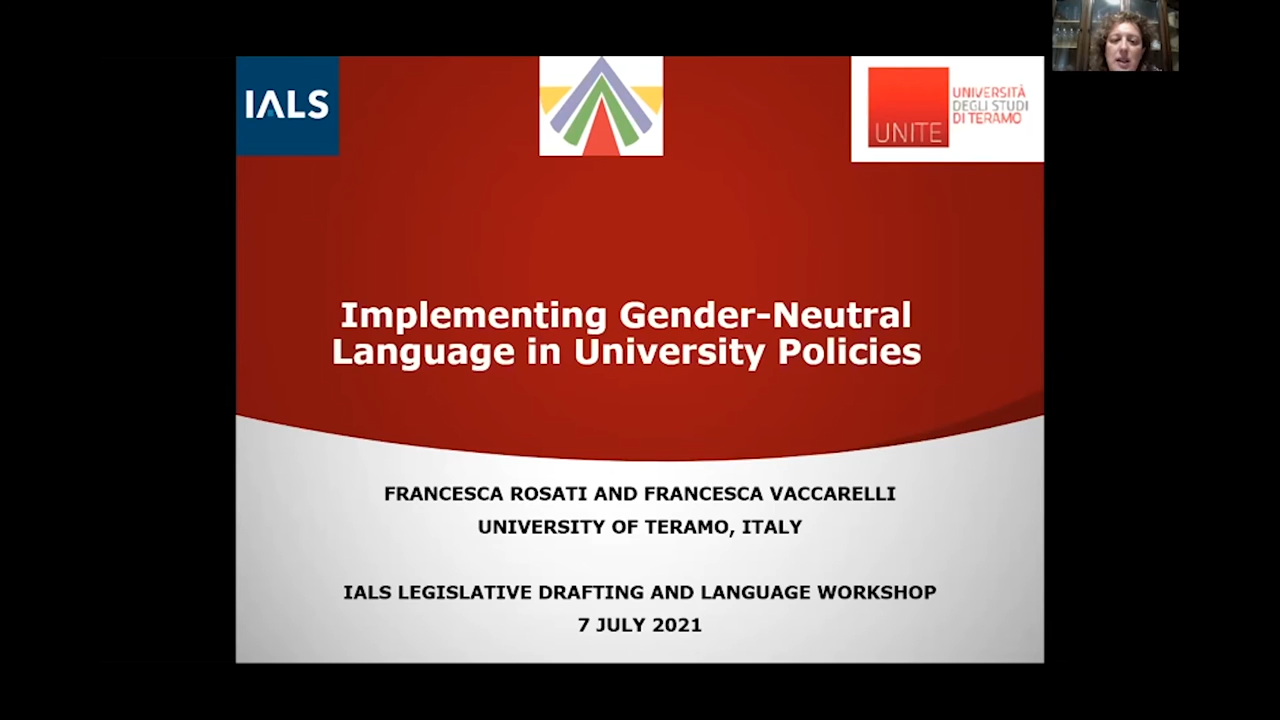 IALS
UNITE
UNIVERSITÀ
DEGLI STUDI
DI TERAMO
Implementing Gender-Neutral
Language in University Policies
FRANCESCA ROSATI AND FRANCESCA VACCARELLI
UNIVERSITY OF TERAMO, ITALY
IALS LEGISLATIVE DRAFTING AND LANGUAGE WORKSHOP
7 JULY 2021